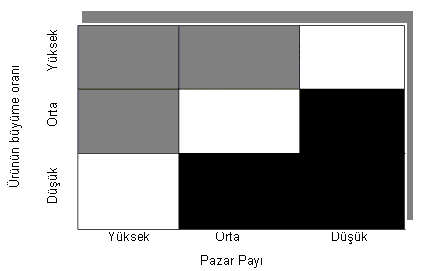 Ürünün büyüme oranı
Yüksek
Orta
Düşük
Yüksek
Orta
Düşük
Pazar Payı